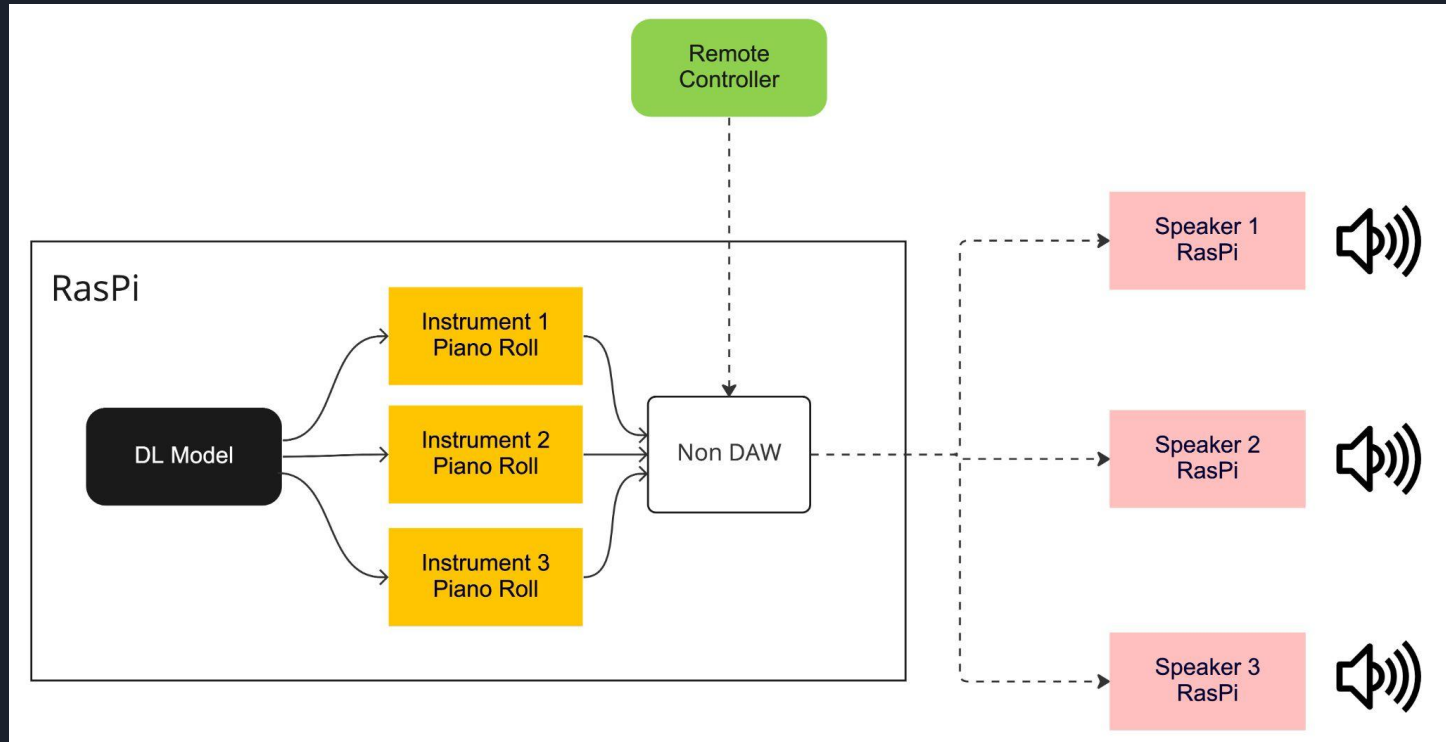 Remote
Controller
Speaker 1
RasPi
RasPi
Instrument 1
Piano Roll
DL Model
Instrument 2
Piano Roll
Non DAW
Speaker 2
RasPi
Instrument 3
Piano Roll
Speaker 3
RasPi